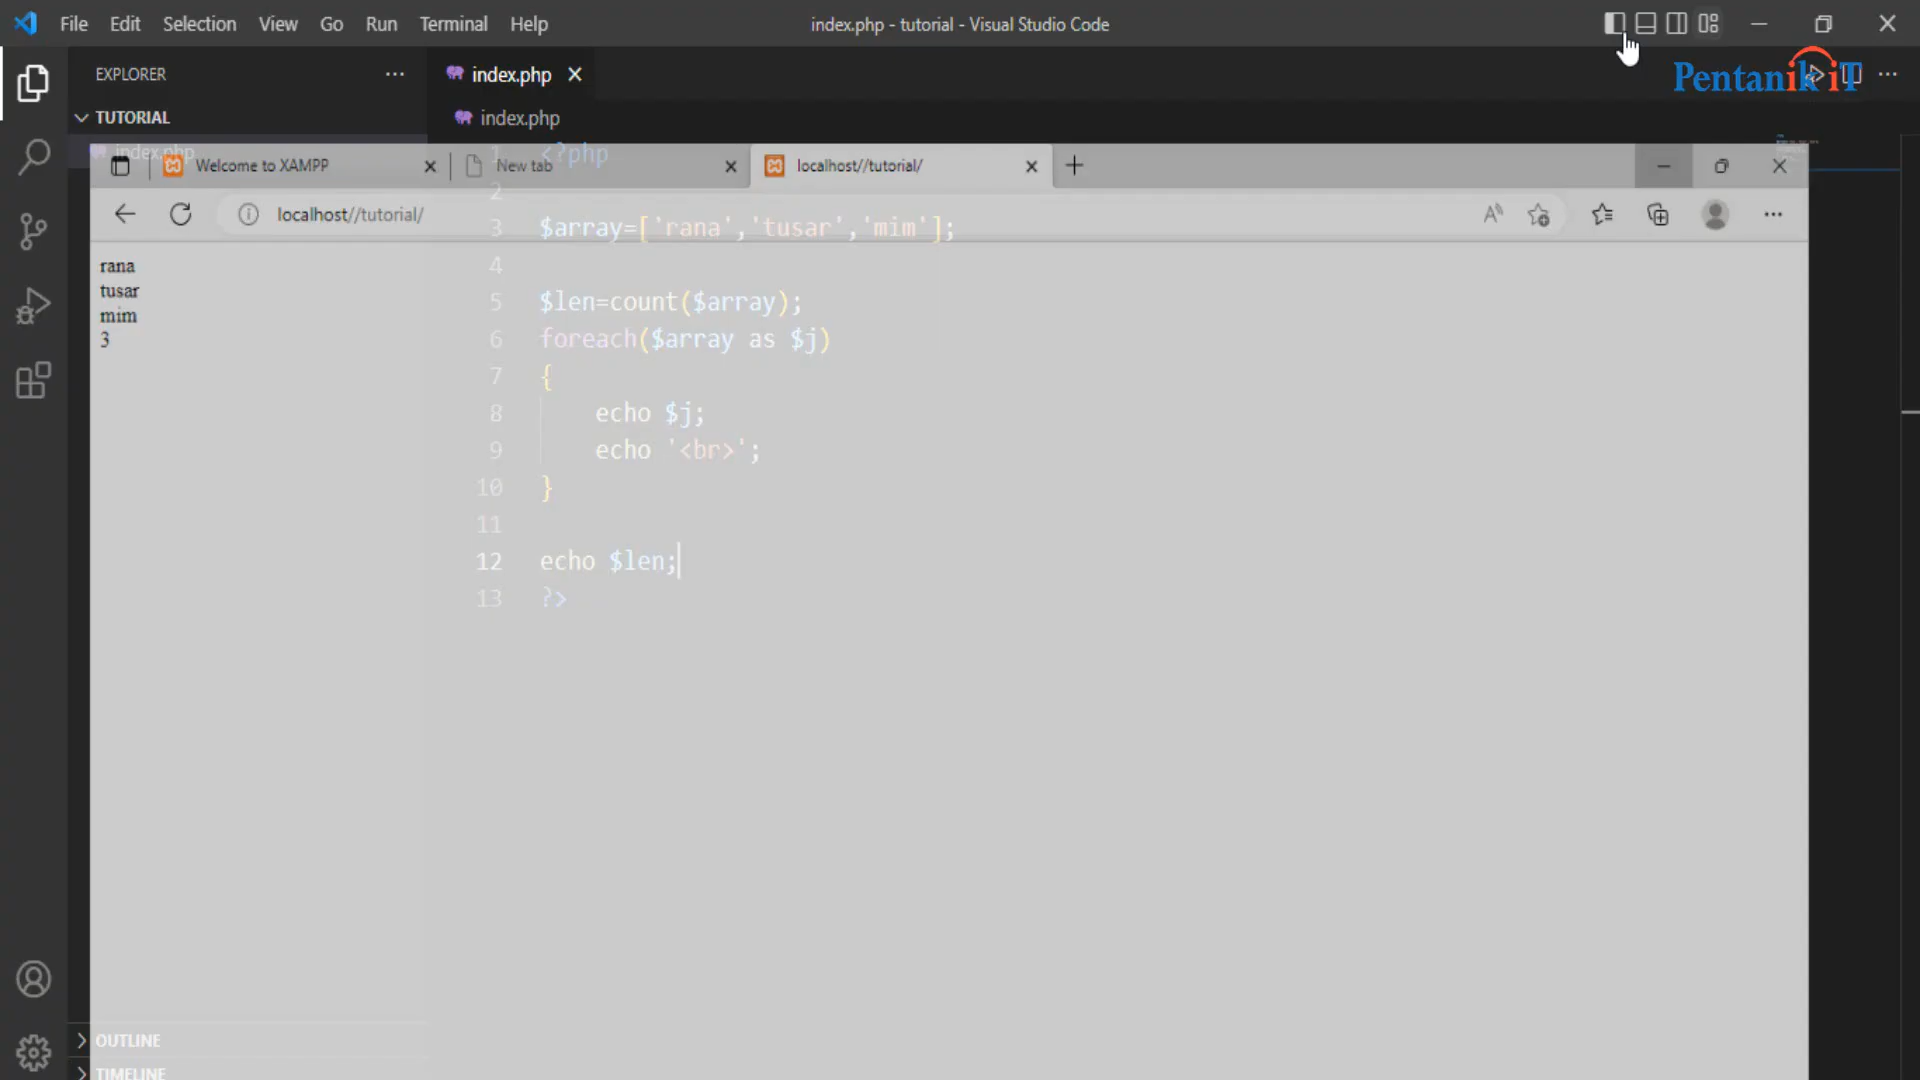 File Edit Selection View Go Run Terminal Help
index.php - tutorial - Visual Studio Code
EXPLORER
index.php
Pentanik iT
TUTORIAL
index.php
index.php
Welcome to XAMPP
New tab
localhost//tutorial/
localhost//tutorial/
rana
tusar
mim
3
1 <?php
2
3 $array=['rana','tusar','mim'];
4
5 $len=count($array);
6 foreach($array as $j)
7 {
8 echo $j;
9 echo '<br>';
10 }
11
12 echo $len;
13 ?>
OUTLINE
TIMELINE